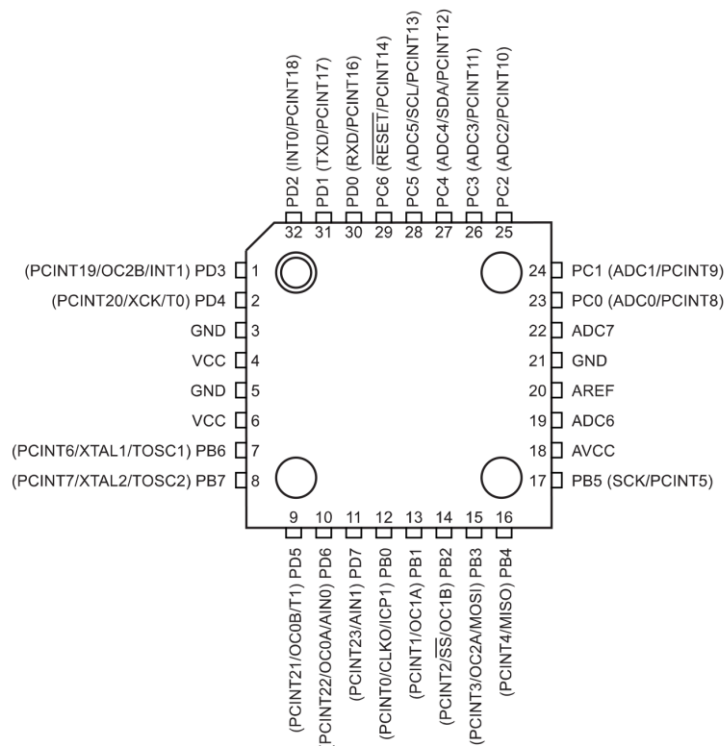 32 PD2 (INT0/PCINT18)
31 PD1 (TXD/PCINT17)
30 PD0 (RXD/PCINT16)
29 PC6 (RESET/PCINT14)
28 PC5 (ADC5/SCL/PCINT13)
27 PC4 (ADC4/SDA/PCINT12)
26 PC3 (ADC3/PCINT11)
25 PC2 (ADC2/PCINT10)
(PCINT19/OC2B/INT1) PD3 1
(PCINT20/XCK/T0) PD4 2
GND 3
VCC 4
GND 5
VCC 6
(PCINT6/XTAL1/TOSC1) PB6 7
(PCINT7/XTAL2/TOSC2) PB7 8
24 PC1 (ADC1/PCINT9)
23 PC0 (ADC0/PCINT8)
22 ADC7
21 GND
20 AREF
19 ADC6
18 AVCC
17 PB5 (SCK/PCINT5)
(PCINT21/OC0B/T1) PD5 9
(PCINT22/OC0A/AIN0) PD6 10
(PCINT23/AIN1) PD7 11
(PCINT0/CLKO/ICP1) PB0 12
(PCINT1/OC1A) PB1 13
(PCINT2/SS/OC1B) PB2 14
(PCINT3/OC2A/MOSI) PB3 15
(PCINT4/MISO) PB4 16